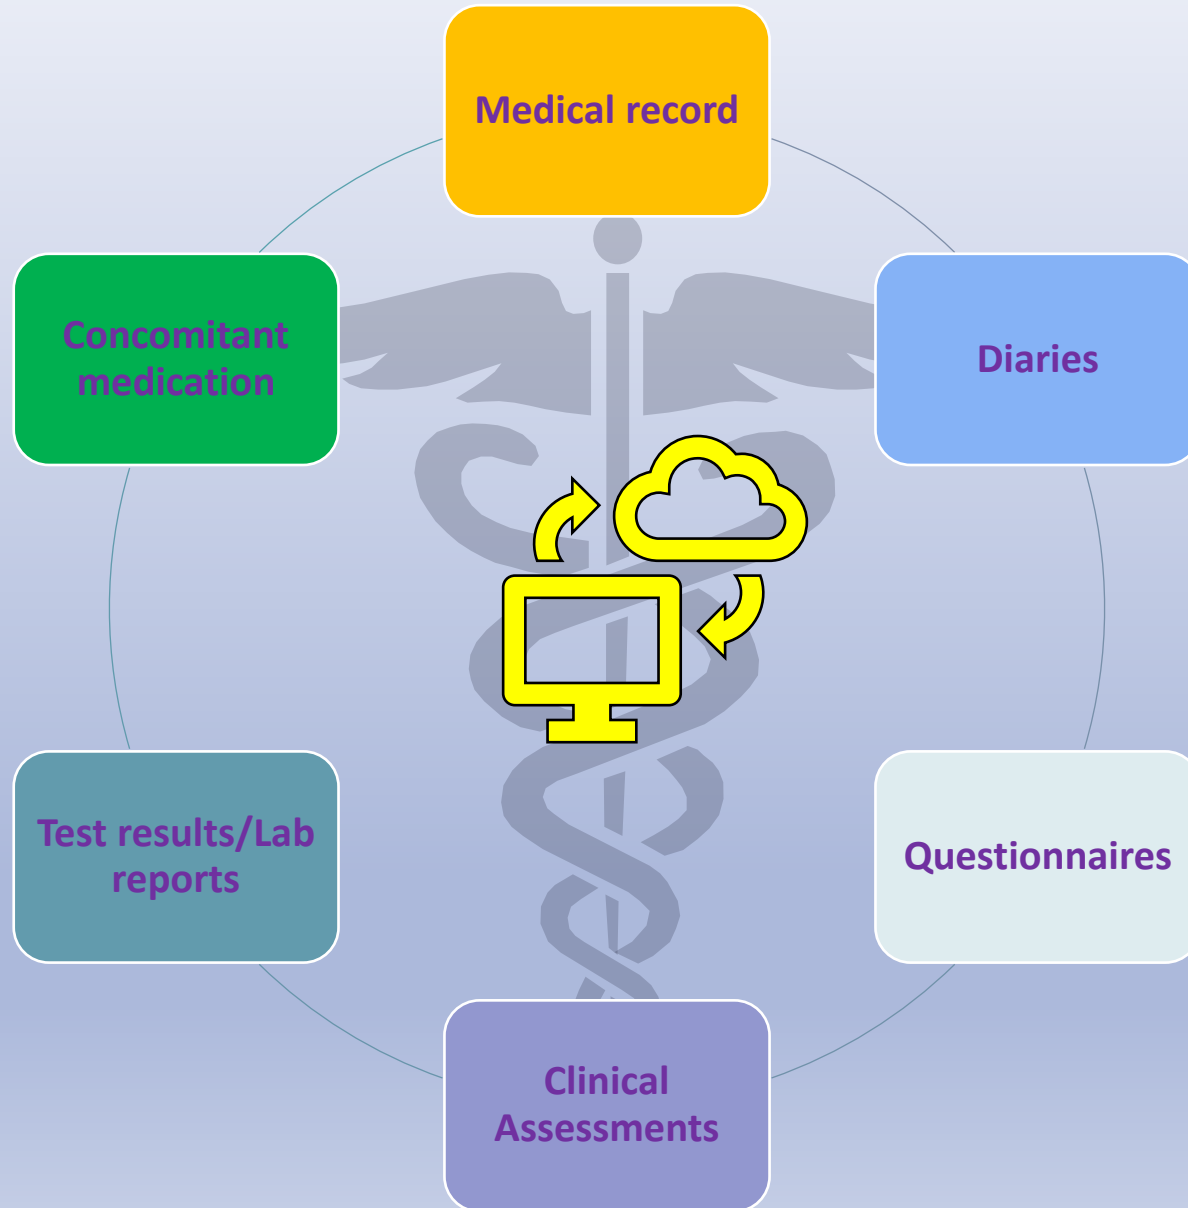 Medical record
Concomitant
medication
Diaries
Test results/Lab
reports
Questionnaires
Clinical
Assessments